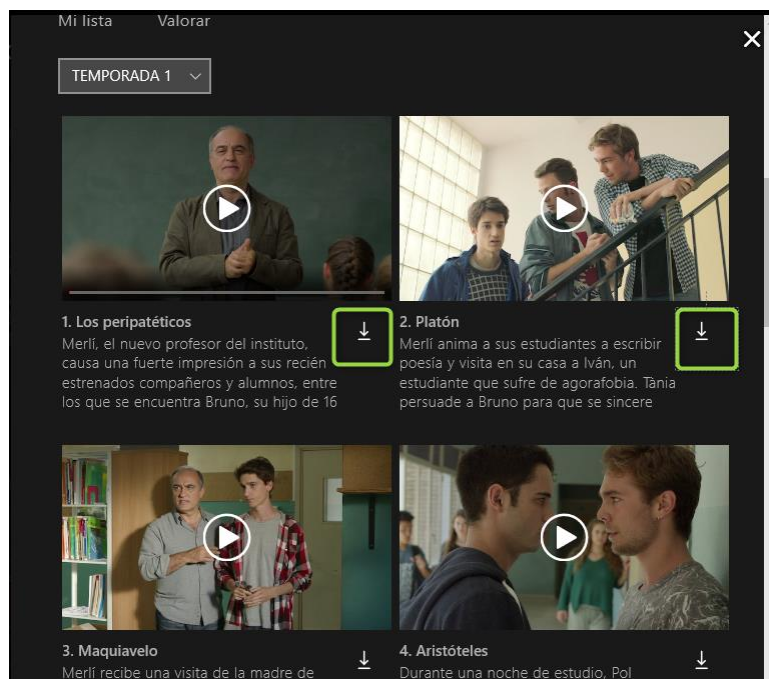 Mi lista Valorar
TEMPORADA 1
1. Los peripatéticos
Merlí, el nuevo profesor del instituto,
causa una fuerte impresión a sus recién
estrenados compañeros y alumnos, entre
los que se encuentra Bruno, su hijo de 16
2. Platón
Merlí anima a sus estudiantes a escribir
poesía y visita en su casa a Iván, un
estudiante que sufre de agorafobia. Tània
persuade a Bruno para que se sincere
3. Maquiavelo
Merlí recibe una visita de la madre de
4. Aristóteles
Durante una noche de estudio, Pol